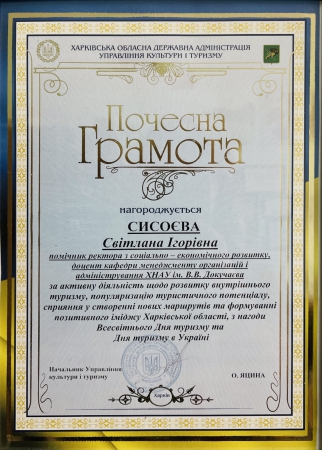 ХАРКІВСЬКА ОБЛАСНА ДЕРЖАВНА АДМІНІСТРАЦІЯ
УПРАВЛІННЯ КУЛЬТУРИ І ТУРИЗМУ
Почесна
Грамота
нагороджується
СИСОЄВА
Світлана Ігорівна
помічник ректора з соціально – економічного розвитку,
доцент кафедри менеджменту організацій і
адміністрування ХНАУ ім. В.В. Докучаєва
за активну діяльність щодо розвитку внутрішнього
туризму, популяризацію туристичного потенціалу,
сприяння у створенні нових маршрутів та формуванні
позитивного іміджу Харківської області, з нагоди
Всесвітнього Дня туризму та
Дня туризму в Україні
Начальник Управління
культури і туризму
О. ЯЦИНА
Харків